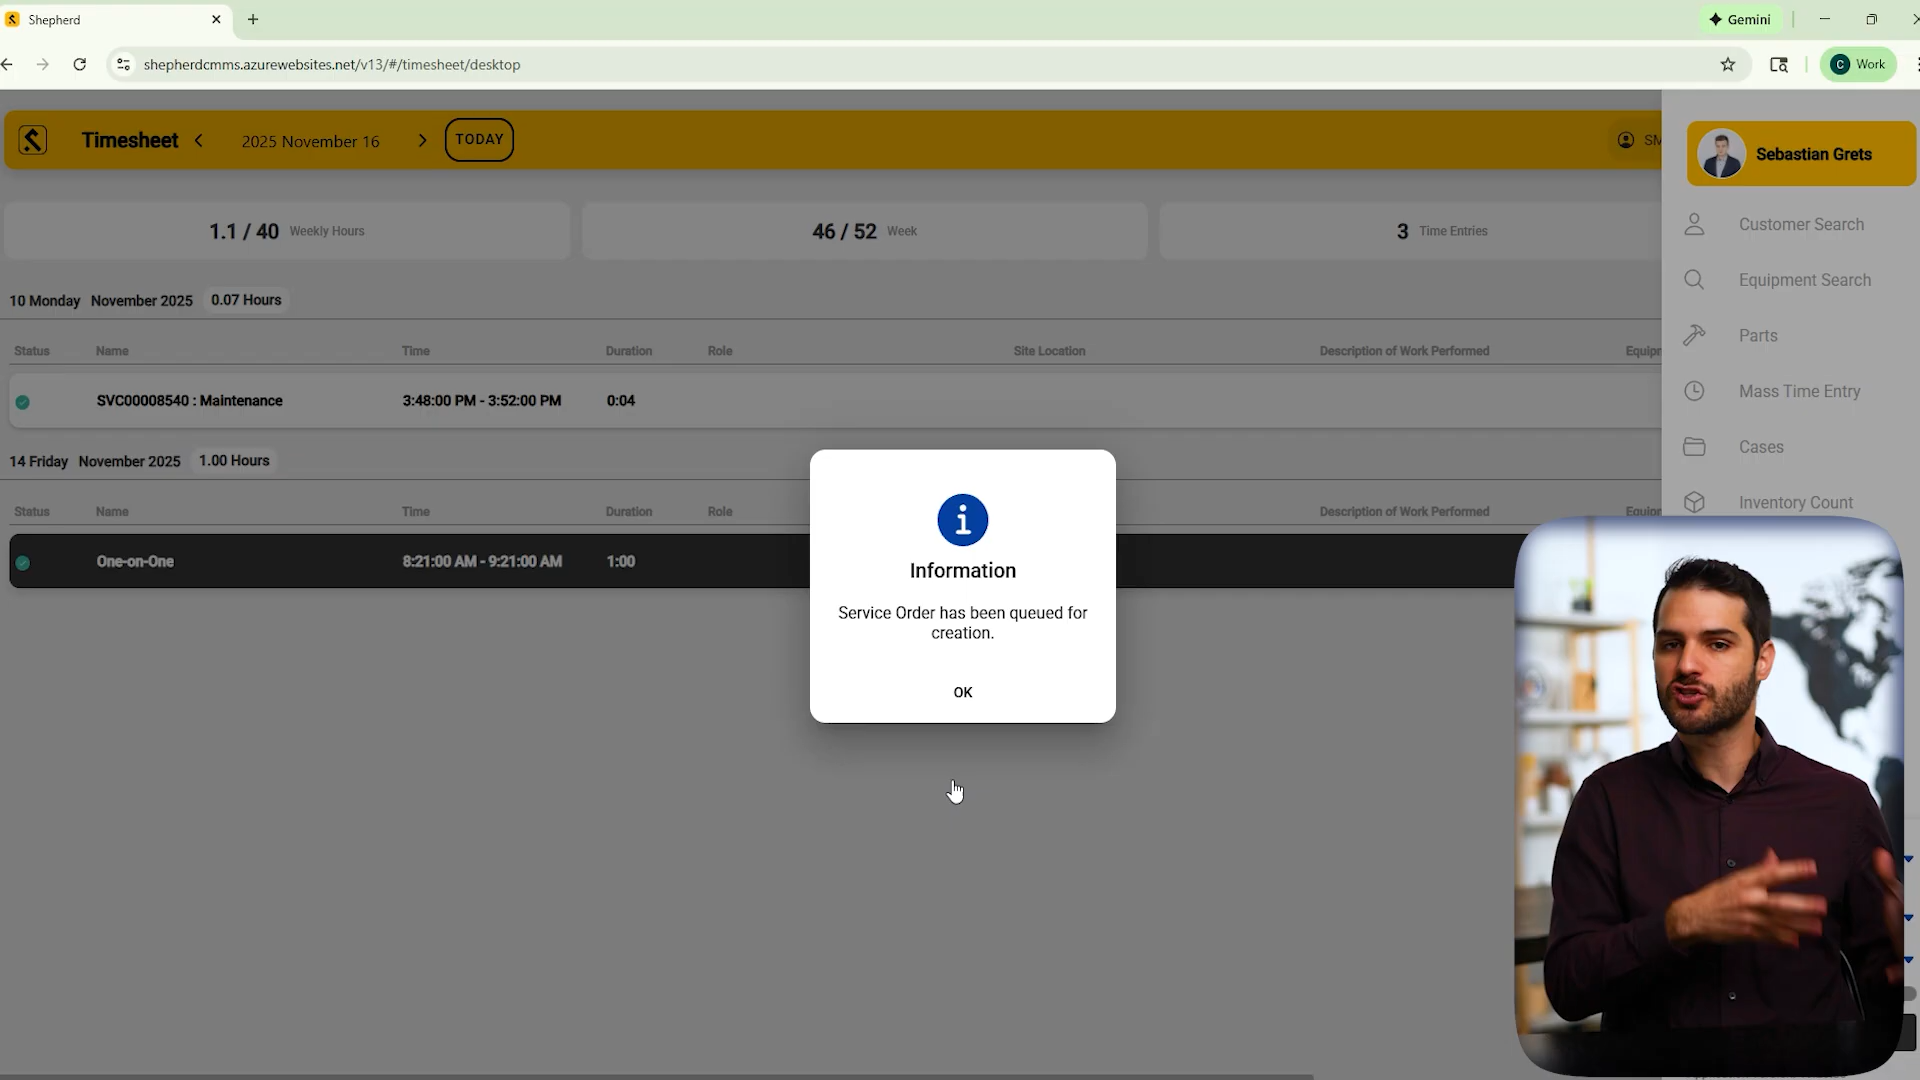 Shepherd
Gemini
shepherdcmms.azurewebsites.net/v13/#/timesheet/desktop
C Work
Timesheet
2025 November 16
TODAY
SM
Sebastian Grets
1.1 / 40 Weekly Hours
46 / 52 Week
3 Time Entries
Customer Search
Equipment Search
Parts
Mass Time Entry
Cases
Inventory Count
10 Monday November 2025 0.07 Hours
Status Name Time Duration Role Site Location Description of Work Performed Equip
SVC00008540 : Maintenance 3:48:00 PM - 3:52:00 PM 0:04
14 Friday November 2025 1.00 Hours
Status Name Time Duration Role Description of Work Performed Equip
One-on-One 8:21:00 AM - 9:21:00 AM 1:00
Information
Service Order has been queued for
creation.
OK